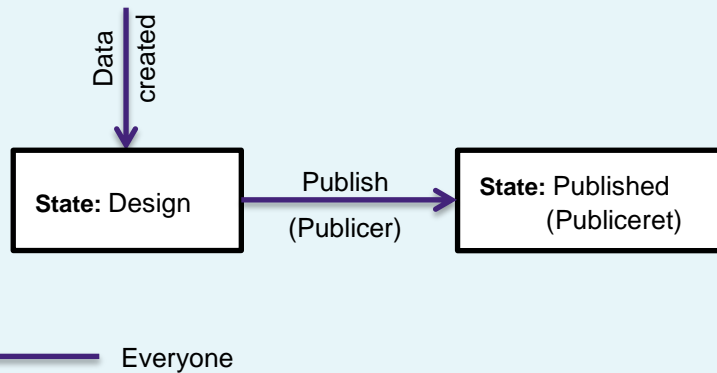 Data
created
State: Design
Publish
(Publicer)
State: Published
(Publiceret)
Everyone